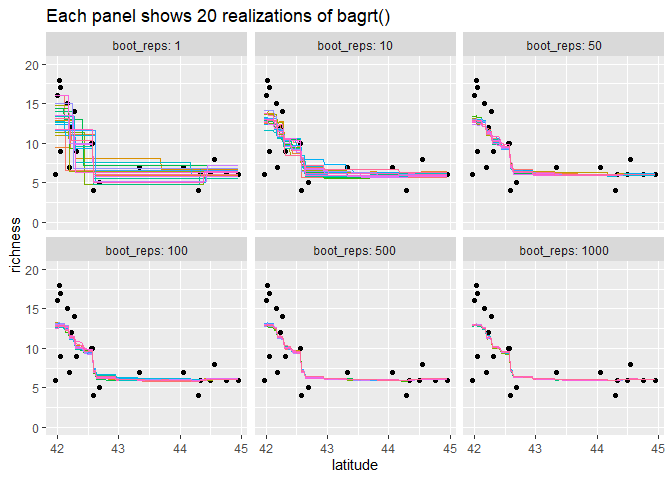 Each panel shows 20 realizations of bagrt()
boot_reps: 1 boot_reps: 10 boot_reps: 50
20
15
10
5
0
boot_reps: 100 boot_reps: 500 boot_reps: 1000
20
15
10
5
0
richness
42 43 44 45 42 43 44 45 42 43 44 45
latitude